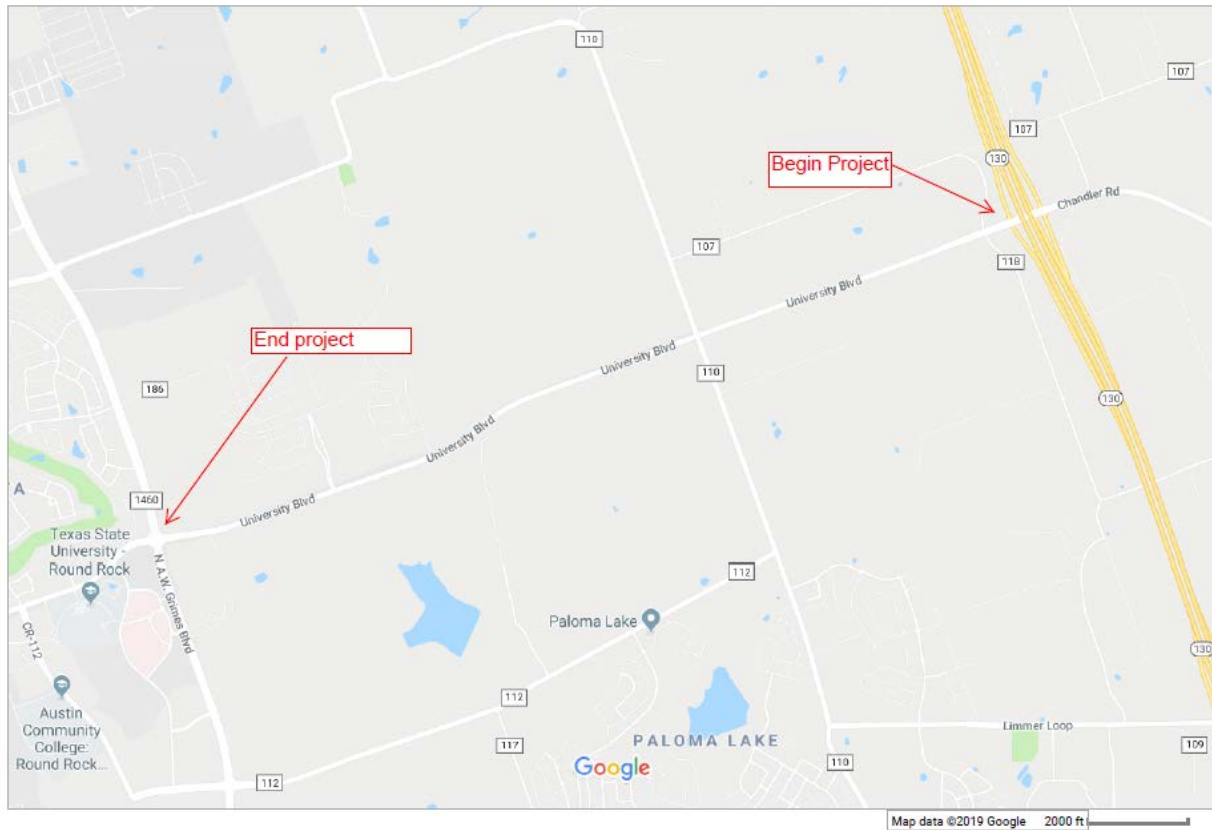 110
107
107
130
Begin Project
Chandler Rd
107
118
University Blvd
End project
University Blvd
110
186
130
University Blvd
A
1460
University Blvd
Texas State
University -
Round Rock
N A.W. Grimes Blvd
112
Paloma Lake
CR-112
130
112
Austin
Community
College:
Round Rock...
117
PALOMA LAKE
Limmer Loop
109
Google
110
112
Map data ©2019 Google 2000 ft